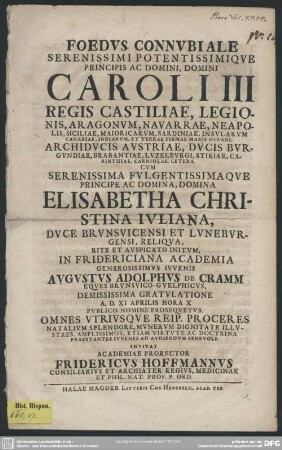 FOEDVS CONNVBIALE
SERENISSIMI POTENTISSIMIQVE
PRINCIPIS AC DOMINI, DOMINI
CAROLI III
REGIS CASTILIAE, LEGIO-
NIS, ARAGONVM, NAVARRAE, NEAPO-
LIS, SICILIAE, MAIORICARVM, SARDINIAE, INSVLARVM
CANARIAE, INDIARVM, ET TERRAE FIRMAE MARIS OCEANI,
ARCHIDVCIS AVSTRIAE, DVCIS BVR-
GVNDIAE, BRABANTIAE, LVZELBVRGI, STIRIAE, CA-
RINTHIAE, CARNIOLAE CETERA
CVM
SERENISSIMA FVLGENTISSIMAQVE
PRINCIPE AC DOMINA, DOMINA
ELISABETHA CHRI-
STINA IVLIANA,
DVCE BRVNSVICENSI ET LVNEBVR-
GENSI, RELIQVA,
RITE ET AVSPICATO INITVM,
IN FRIDERICIANA ACADEMIA
GENEROSISSIMVS IVVENIS
AVGVSTVS ADOLPHVS DE CRAMM
EQVES BRVNSVICO-GVELPHICVS,
DEMISSISSIMA GRATVLATIONE
A. D. XI APRILIS HORA X
PVBLICO NOMINE PROSEQVETVR,
OMNES VTRIVSQVE REIP. PROCERES
NATALIVM SPLENDORE, MVNERVM DIGNITATE ILLV-
STRES, AMPLISSIMOS, ETIAM VIRTVTE AC DOCTRINA
PRAESTANTES IVVENES AD AVDIENDVM BENEVOLE
INVITAT
ACADEMIAE PRORECTOR
FRIDERICVS HOFFMANNVS
CONSILIARIVS ET ARCHIATER REGIVS, MEDICINAE
ET PHIL. NAT. PROF. P. ORD.
HALAE MAGDEB LITTERIS CHR HENCKELII, ACAD. TYP.
Hist. Hispan.